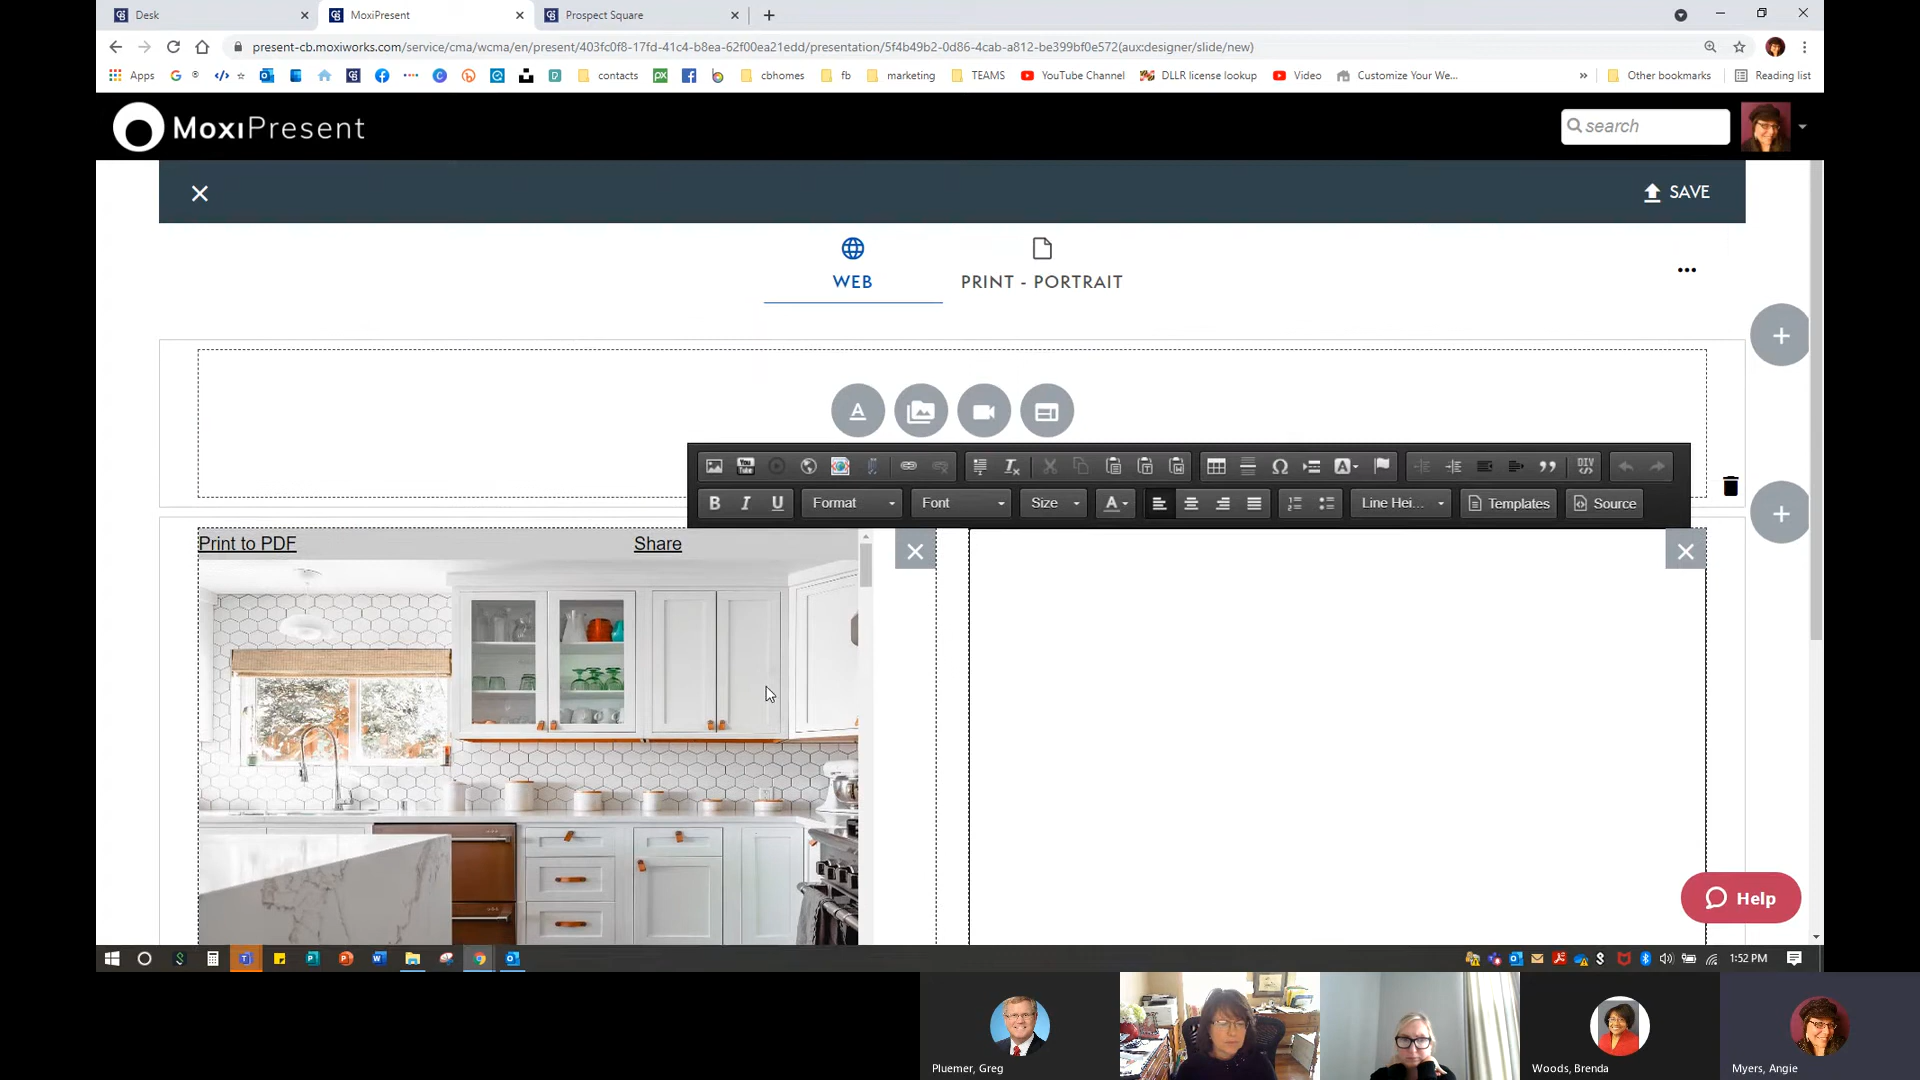 Desk
MoxiPresent
Prospect Square
present-cb.moxiworks.com/service/cma/wcma/en/present/403fc0f8-17fd-41c4-b8ea-62f00ea21edd/presentation/5f4b49b2-0d86-4cab-a812-be399bf0e572(aux:designer/slide/new)
Apps
contacts
cbhomes
fb
marketing
TEAMS
YouTube Channel
DLLR license lookup
Video
Customize Your We...
»
Other bookmarks
Reading list
MoxiPresent
search
SAVE
WEB
PRINT - PORTRAIT
You Tube
DIV
B I U
Format
Font
Size
A
Line Hei...
Templates
Source
Print to PDF
Share
Help
1:52 PM
Pluemer, Greg
Woods, Brenda
Myers, Angie